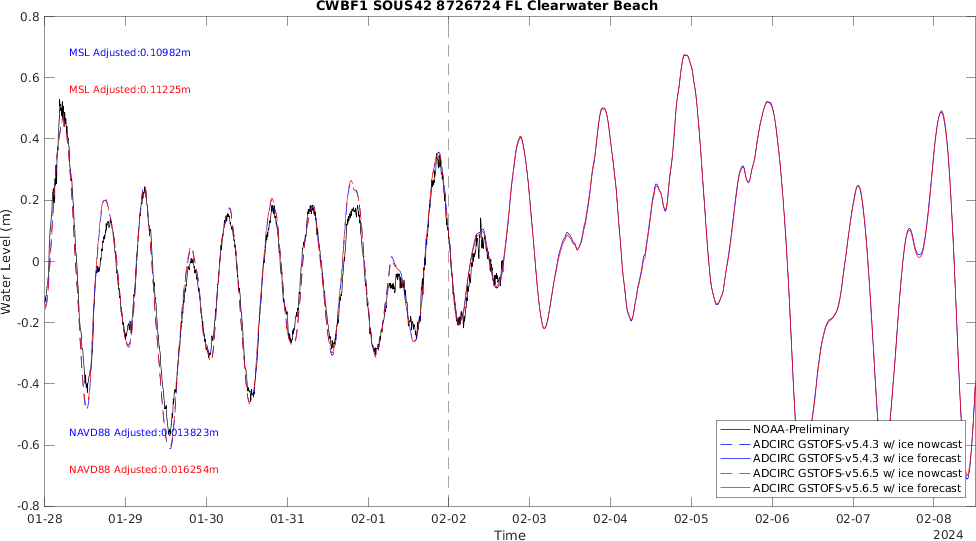 CWBF1 SOUS42 8726724 FL Clearwater Beach
0.8
0.6
0.4
0.2
0
-0.2
-0.4
-0.6
-0.8
Water Level (m)
MSL Adjusted:0.10982m
MSL Adjusted:0.11225m
NAVD88 Adjusted:0.013823m
NAVD88 Adjusted:0.016254m
NOAA-Preliminary
ADCIRC GSTOFS-v5.4.3 w/ ice nowcast
ADCIRC GSTOFS-v5.4.3 w/ ice forecast
ADCIRC GSTOFS-v5.6.5 w/ ice nowcast
ADCIRC GSTOFS-v5.6.5 w/ ice forecast
01-28 01-29 01-30 01-31 02-01 02-02 02-03 02-04 02-05 02-06 02-07 02-08
Time
2024